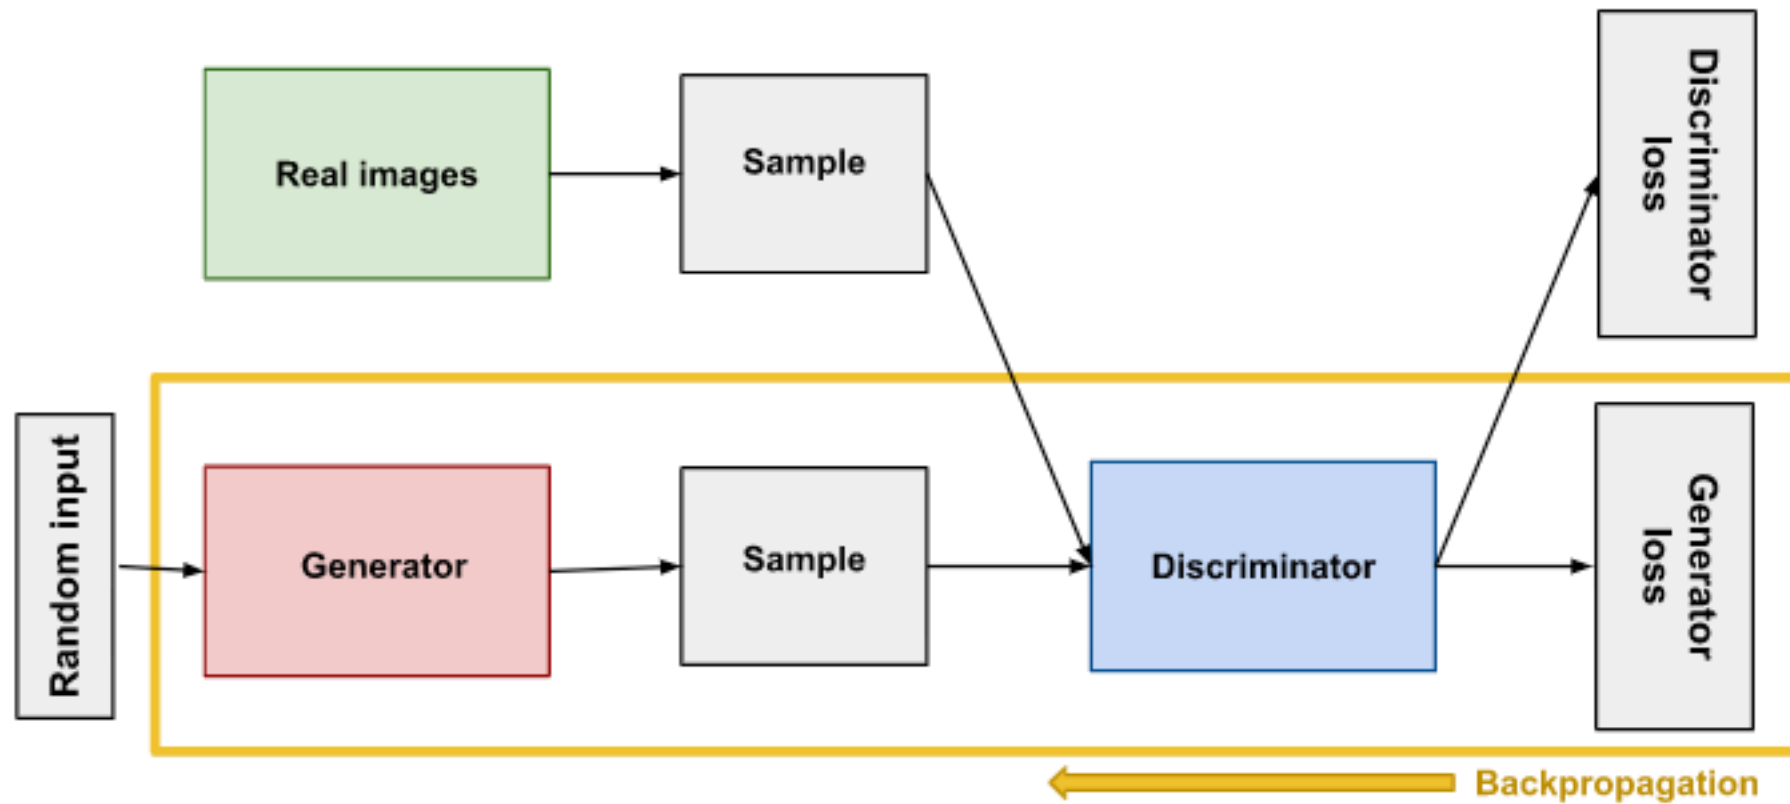 Real images
Sample
Discriminator
loss
Random input
Generator
Sample
Discriminator
Generator
loss
Backpropagation